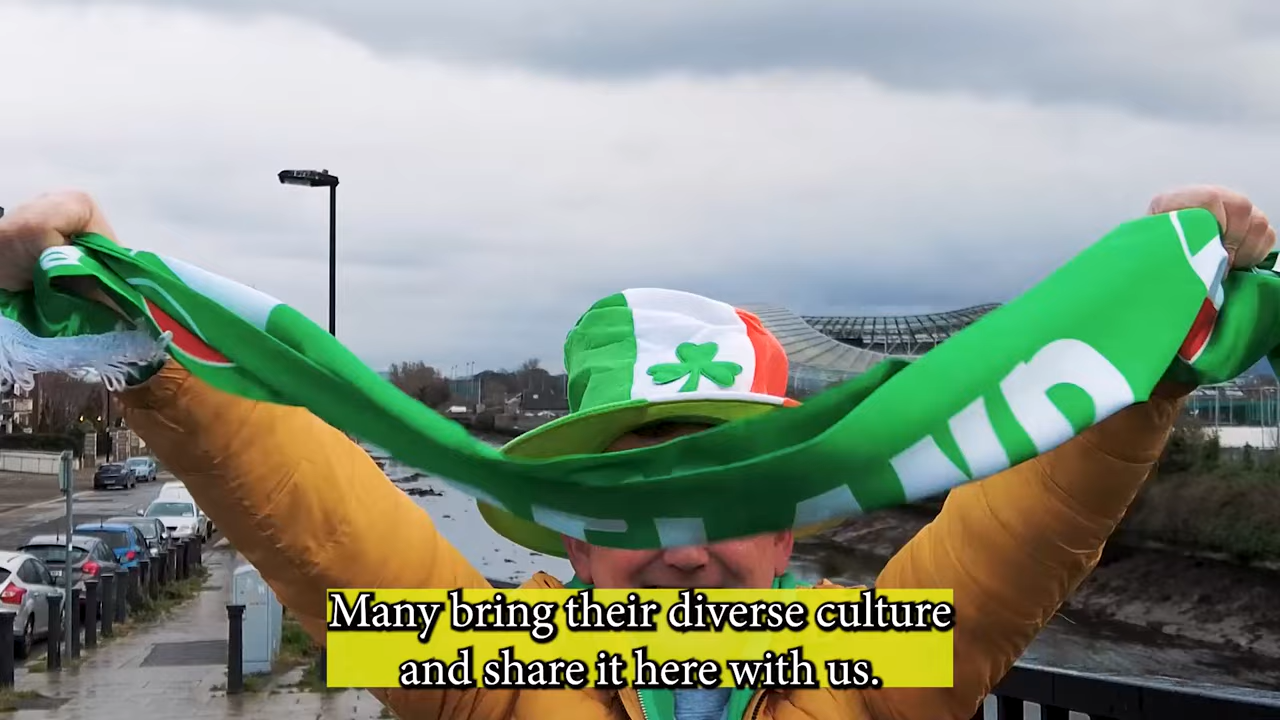 Many bring their diverse culture
and share it here with us.